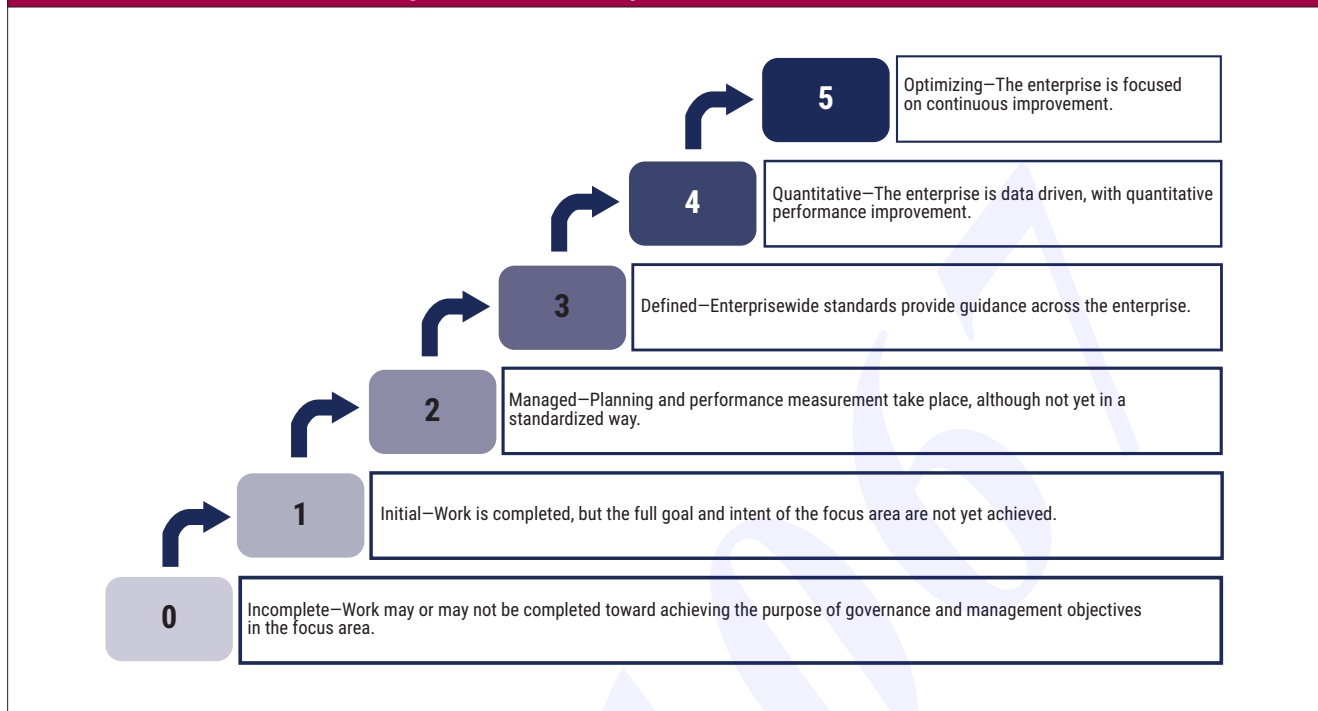 5
Optimizing—The enterprise is focused
on continuous improvement.
4
Quantitative—The enterprise is data driven, with quantitative
performance improvement.
3
Defined—Enterprisewide standards provide guidance across the enterprise.
2
Managed—Planning and performance measurement take place, although not yet in a
standardized way.
1
Initial—Work is completed, but the full goal and intent of the focus area are not yet achieved.
0
Incomplete—Work may or may not be completed toward achieving the purpose of governance and management objectives
in the focus area.